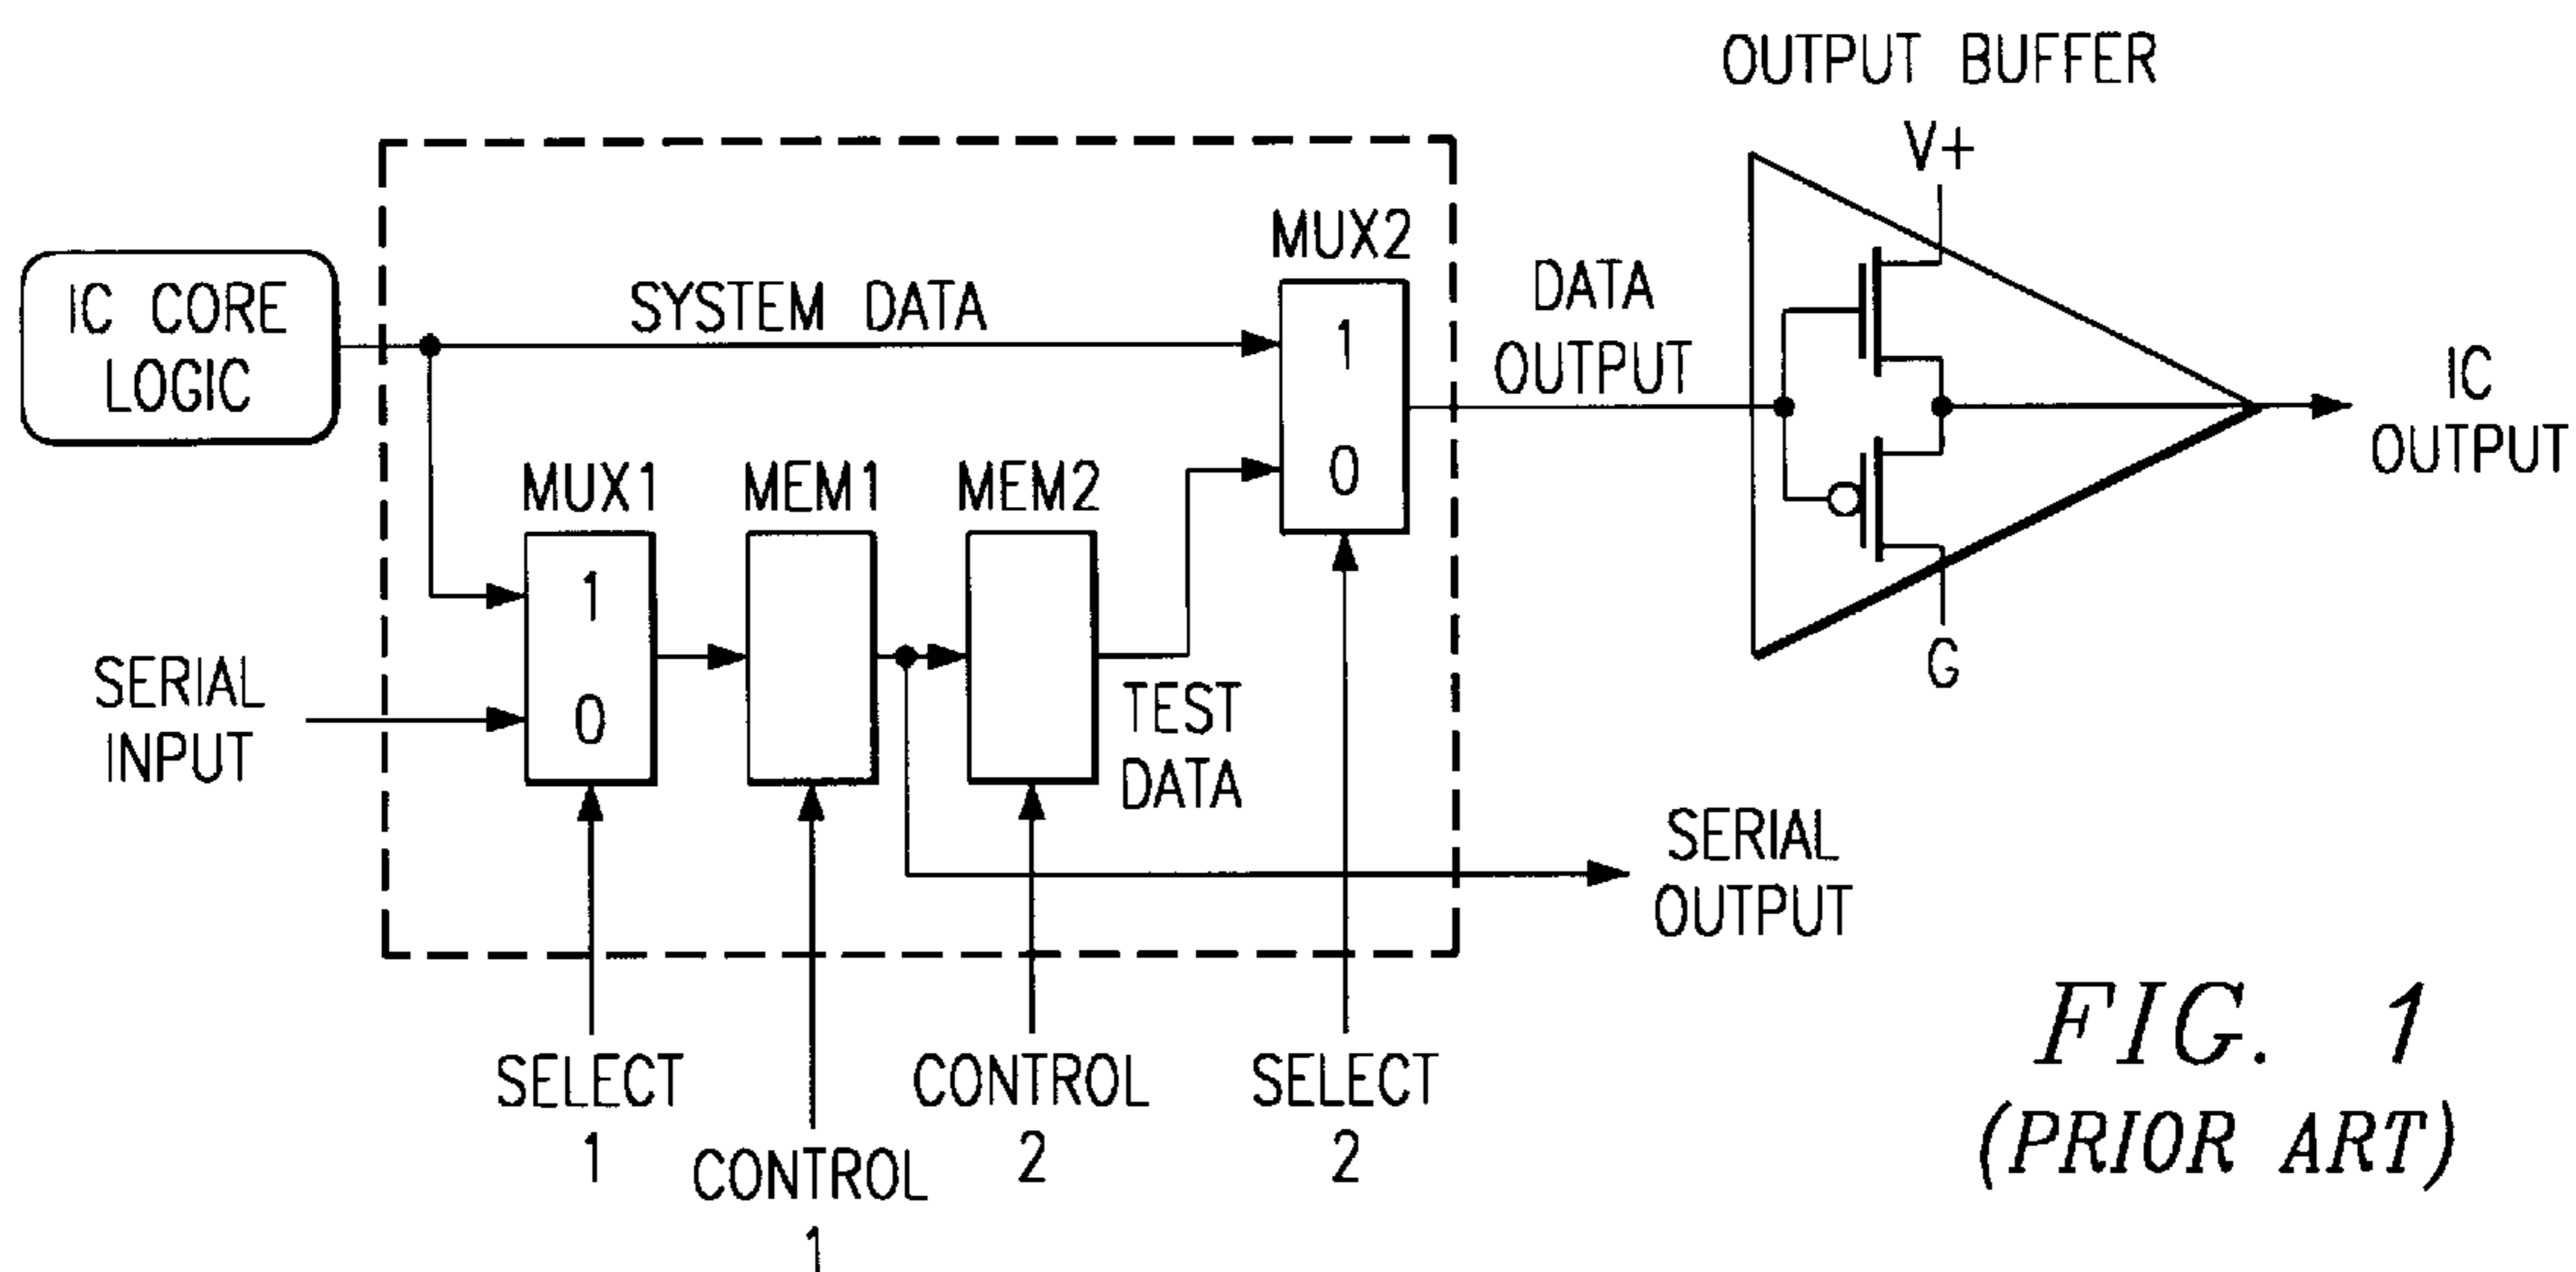 OUTPUT BUFFER
V+
MUX2
IC CORE
LOGIC
SYSTEM DATA
1
0
DATA
OUTPUT
IC
OUTPUT
MUX1
MEM1
MEM2
1
0
SERIAL
INPUT
TEST
DATA
G
SERIAL
OUTPUT
SELECT
1
CONTROL
1
CONTROL
2
SELECT
2
FIG. 1
(PRIOR ART)